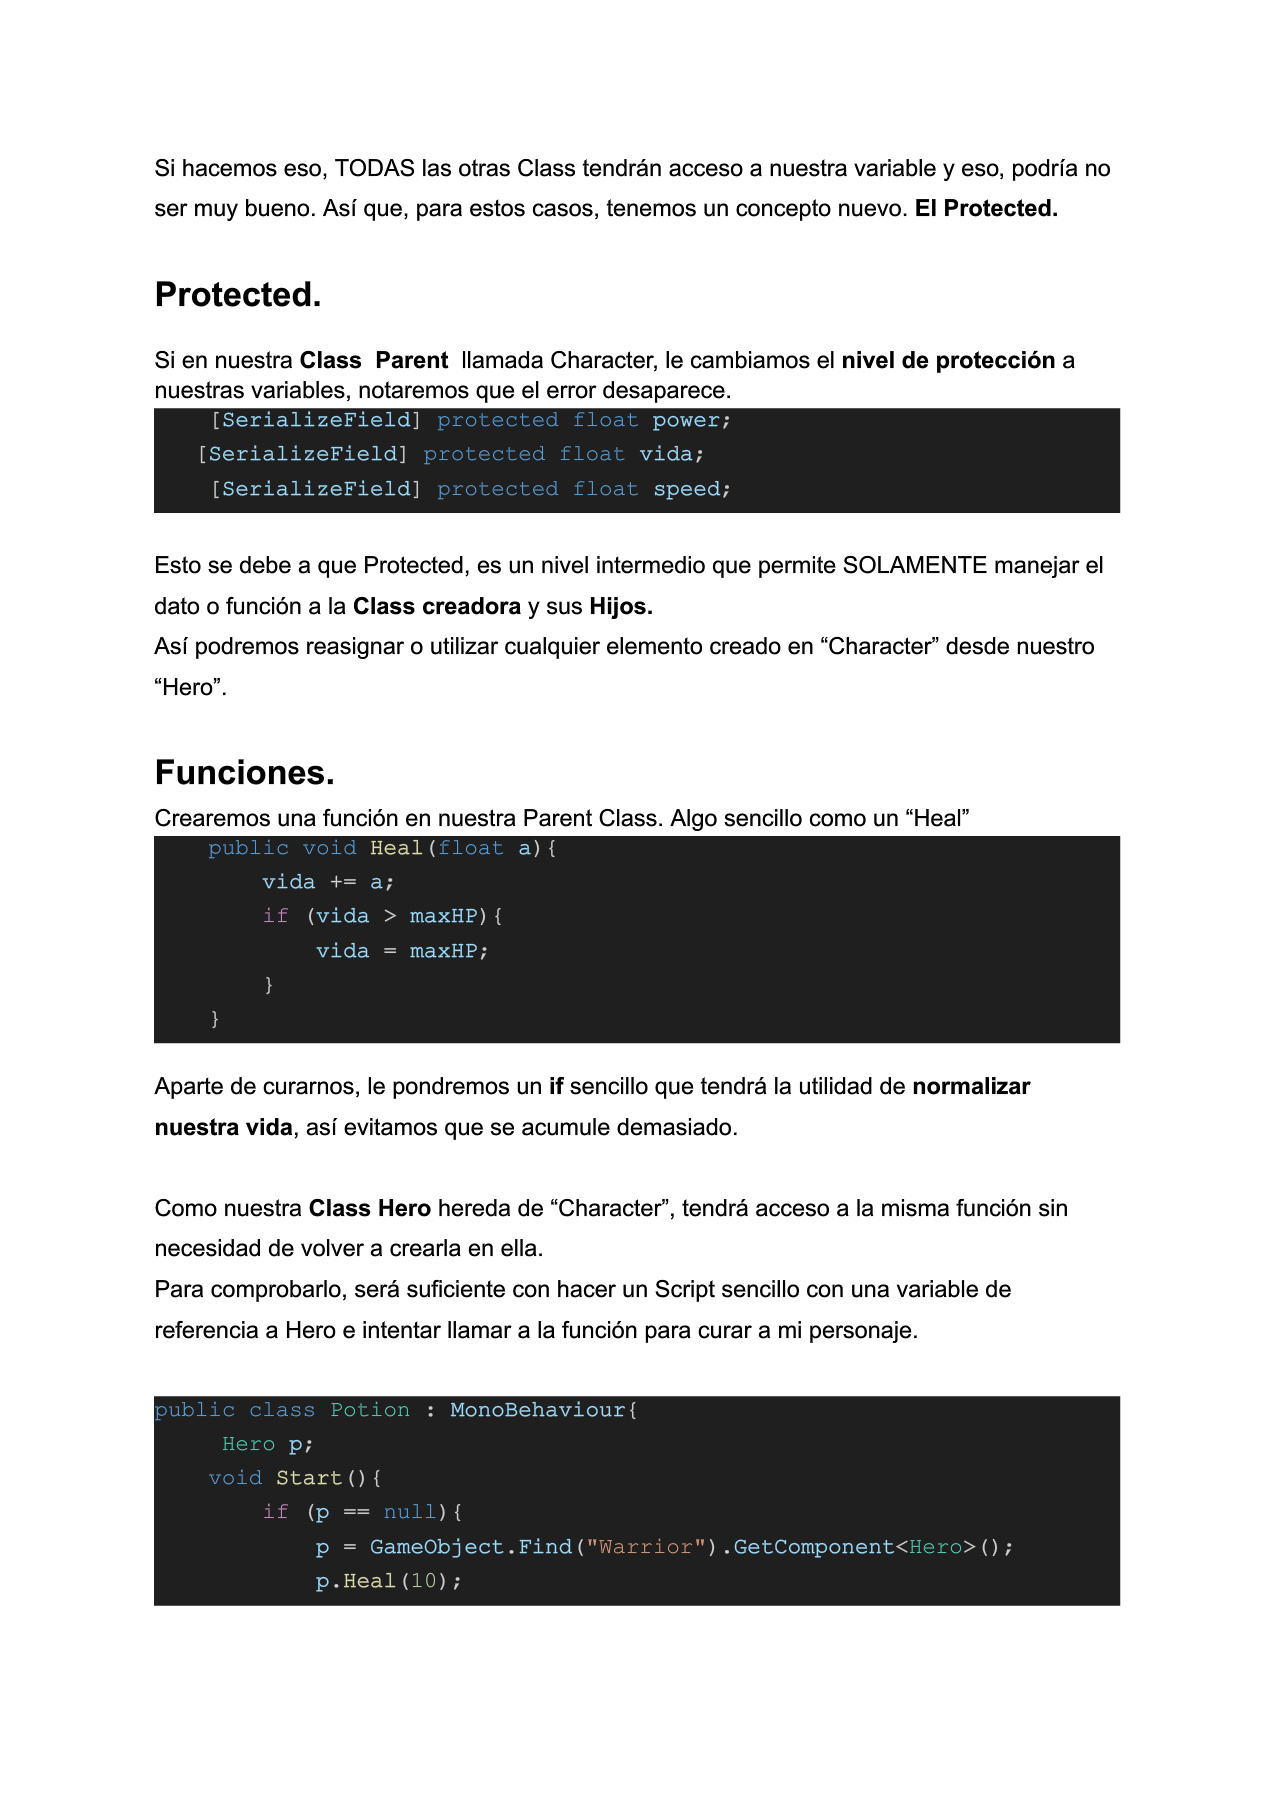 Si hacemos eso, TODAS las otras Class tendrán acceso a nuestra variable y eso, podría no
ser muy bueno. Así que, para estos casos, tenemos un concepto nuevo. El Protected.
Protected.
Si en nuestra Class  Parent  llamada Character, le cambiamos el nivel de protección a
nuestras variables, notaremos que el error desaparece.
[SerializeField] protected float power;
[SerializeField] protected float vida;
[SerializeField] protected float speed;
Esto se debe a que Protected, es un nivel intermedio que permite SOLAMENTE manejar el
dato o función a la Class creadora y sus Hijos.
Así podremos reasignar o utilizar cualquier elemento creado en “Character” desde nuestro
“Hero”.
Funciones.
Crearemos una función en nuestra Parent Class. Algo sencillo como un “Heal”
public void Heal(float a){
vida += a;
if (vida > maxHP){
vida = maxHP;
}
}
Aparte de curarnos, le pondremos un if sencillo que tendrá la utilidad de normalizar
nuestra vida, así evitamos que se acumule demasiado.
Como nuestra Class Hero hereda de “Character”, tendrá acceso a la misma función sin
necesidad de volver a crearla en ella.
Para comprobarlo, será suficiente con hacer un Script sencillo con una variable de
referencia a Hero e intentar llamar a la función para curar a mi personaje.
public class Potion : MonoBehaviour{
Hero p;
void Start(){
if (p == null){
p = GameObject.Find("Warrior").GetComponent<Hero>();
p.Heal(10);